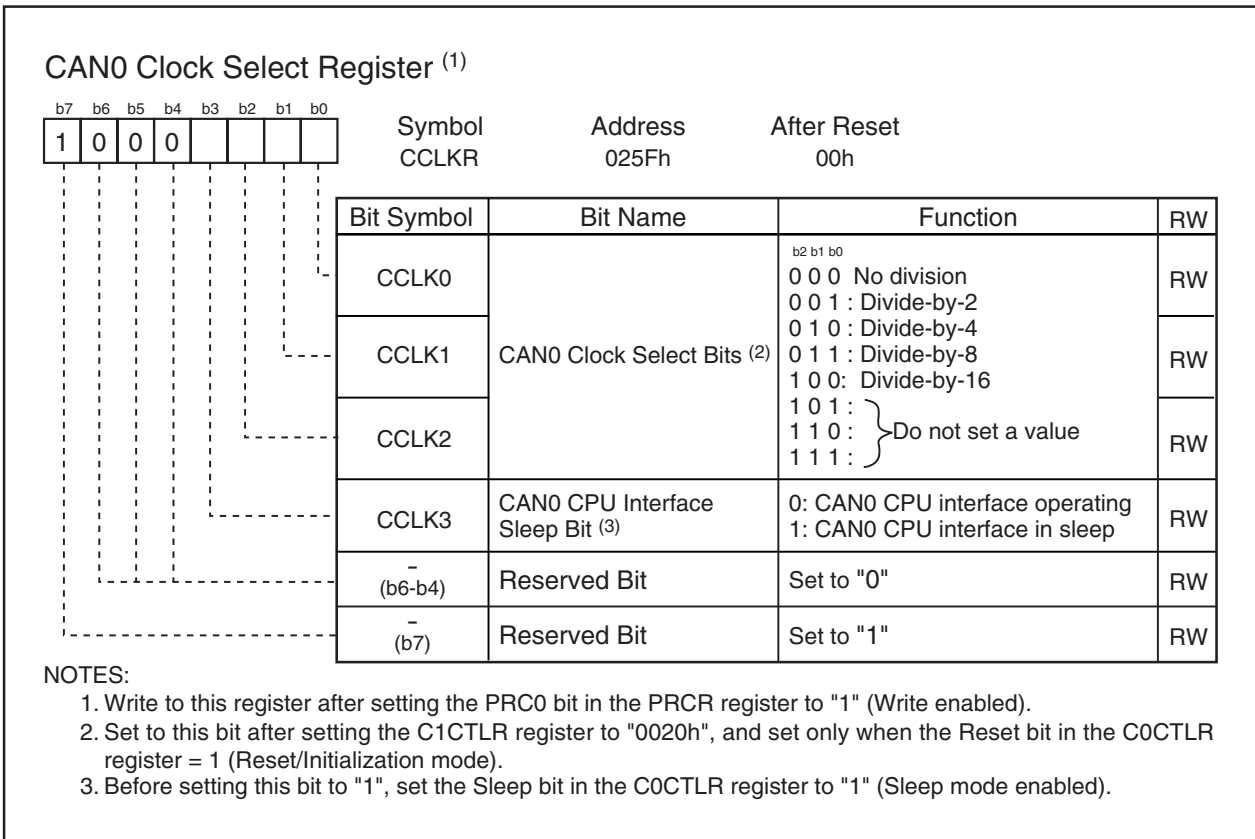 CAN0 Clock Select Register (1)
b7 b6 b5 b4 b3 b2 b1 b0
1 0 0 0
Symbol Address After Reset
CCLKR 025Fh 00h
Bit Symbol Bit Name Function RW
CCLK0 CAN0 Clock Select Bits (2) RW
b2 b1 b0
0 0 0 No division
0 0 1 : Divide-by-2
0 1 0 : Divide-by-4
CCLK1 RW
0 1 1 : Divide-by-8
1 0 0: Divide-by-16
1 0 1 :
CCLK2 RW
1 1 0 : Do not set a value
1 1 1 :
CCLK3 CAN0 CPU Interface 0: CAN0 CPU interface operating RW
Sleep Bit (3) 1: CAN0 CPU interface in sleep
-
(b6-b4) Reserved Bit Set to "0" RW
-
(b7) Reserved Bit Set to "1" RW
NOTES:
1. Write to this register after setting the PRC0 bit in the PRCR register to "1" (Write enabled).
2. Set to this bit after setting the C1CTLR register to "0020h", and set only when the Reset bit in the C0CTLR
register = 1 (Reset/Initialization mode).
3. Before setting this bit to "1", set the Sleep bit in the C0CTLR register to "1" (Sleep mode enabled).